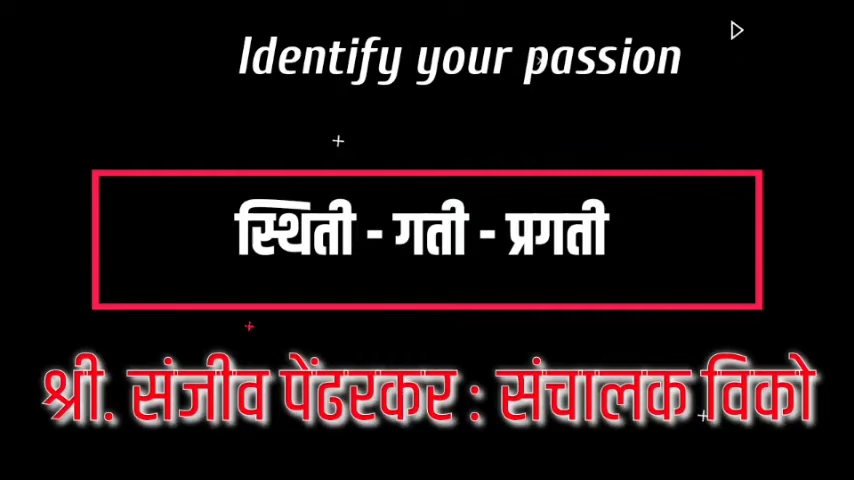 Identify your passion
स्थिती - गती - प्रगती
श्री. संजीव पेंढरकर : संचालक विको